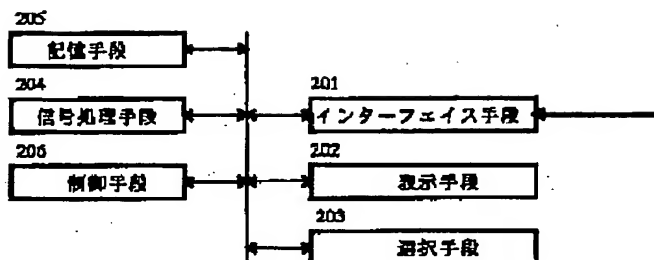 205
記憶手段
204
信号処理手段
206
制御手段
201
インターフェイス手段
202
表示手段
203
選択手段